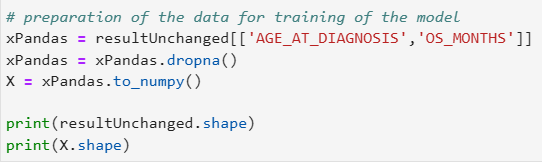 # preparation of the data for training of the model
xPandas = resultUnchanged[['AGE_AT_DIAGNOSIS','OS_MONTHS']]
xPandas = xPandas.dropna()
X = xPandas.to_numpy()
print(resultUnchanged.shape)
print(X.shape)